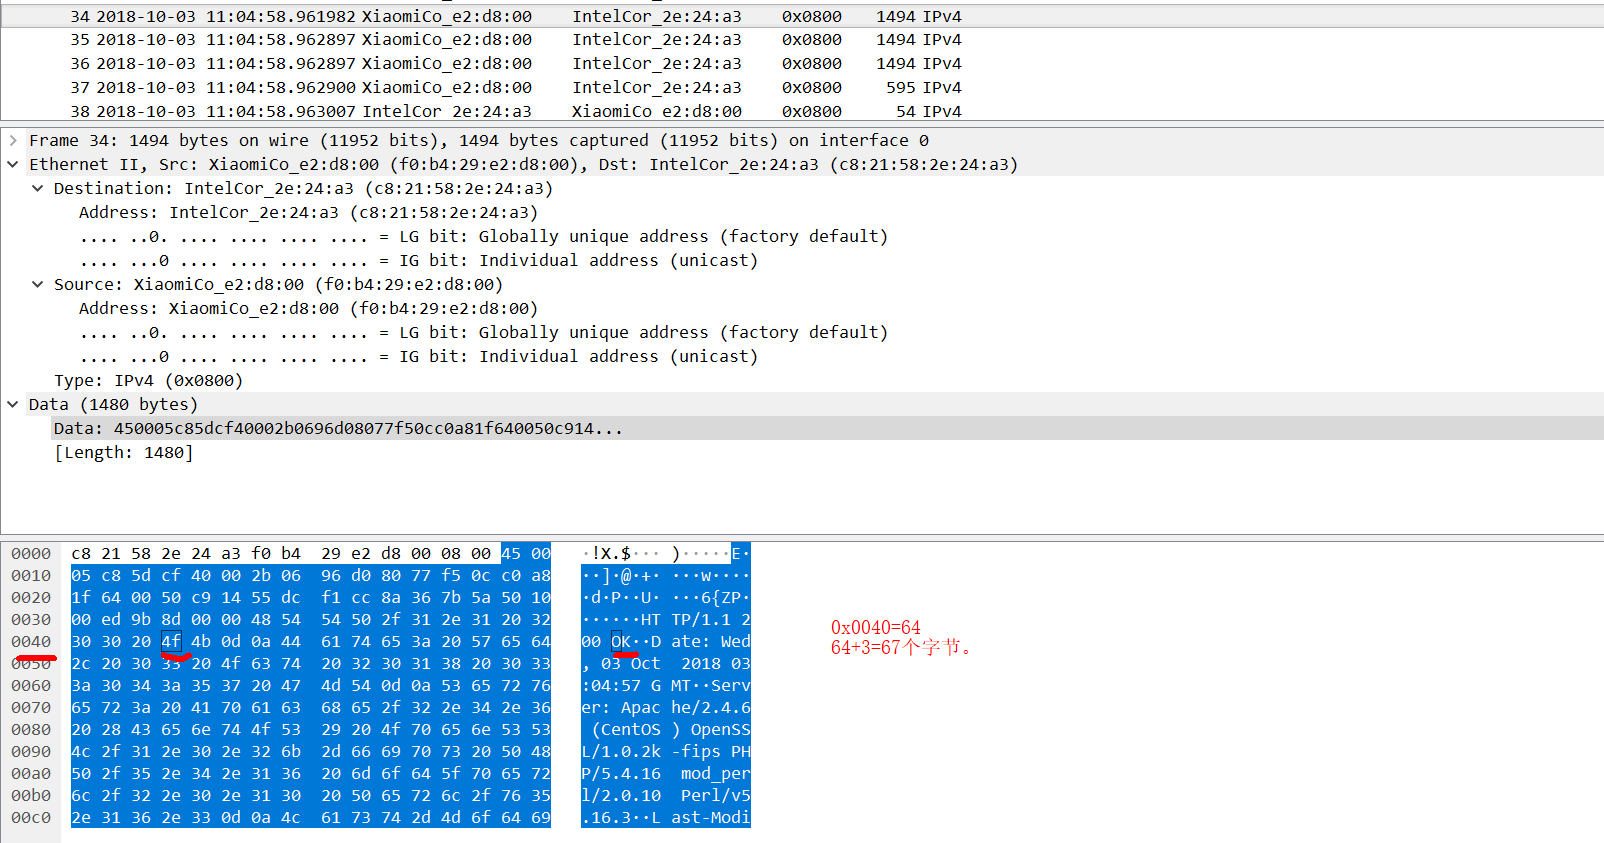 34 2018-10-03 11:04:58.961982 XiaomiCo_e2:d8:00 IntelCor_2e:24:a3 0x0800 1494 IPv4
35 2018-10-03 11:04:58.962897 XiaomiCo_e2:d8:00 IntelCor_2e:24:a3 0x0800 1494 IPv4
36 2018-10-03 11:04:58.962897 XiaomiCo_e2:d8:00 IntelCor_2e:24:a3 0x0800 1494 IPv4
37 2018-10-03 11:04:58.962900 XiaomiCo_e2:d8:00 IntelCor_2e:24:a3 0x0800 595 IPv4
38 2018-10-03 11:04:58.963007 IntelCor_2e:24:a3 XiaomiCo_e2:d8:00 0x0800 54 IPv4
Frame 34: 1494 bytes on wire (11952 bits), 1494 bytes captured (11952 bits) on interface 0
Ethernet II, Src: XiaomiCo_e2:d8:00 (f0:b4:29:e2:d8:00), Dst: IntelCor_2e:24:a3 (c8:21:58:2e:24:a3)
Destination: IntelCor_2e:24:a3 (c8:21:58:2e:24:a3)
Address: IntelCor_2e:24:a3 (c8:21:58:2e:24:a3)
.... ..0. .... .... .... .... = LG bit: Globally unique address (factory default)
.... ...0 .... .... .... .... = IG bit: Individual address (unicast)
Source: XiaomiCo_e2:d8:00 (f0:b4:29:e2:d8:00)
Address: XiaomiCo_e2:d8:00 (f0:b4:29:e2:d8:00)
.... ..0. .... .... .... .... = LG bit: Globally unique address (factory default)
.... ...0 .... .... .... .... = IG bit: Individual address (unicast)
Type: IPv4 (0x0800)
Data (1480 bytes)
Data: 450005c85dcf40002b0696d08077f50cc0a81f640050c914...
[Length: 1480]
0000 c8 21 58 2e 24 a3 f0 b4 29 e2 d8 00 08 00 45 00 ·!X.$··· )·····E·
0010 05 c8 5d cf 40 00 2b 06 96 d0 80 77 f5 0c c0 a8 ··]·@·+· ···w····
0020 1f 64 00 50 c9 14 55 dc f1 cc 8a 36 7b 5a 50 10 ·d·P··U· ···6{ZP·
0030 00 ed 9b 8d 00 00 48 54 54 50 2f 31 2e 31 20 32 ······HT TP/1.1 2
0040 30 30 20 4f 4b 0d 0a 44 61 74 65 3a 20 57 65 64 00 OK··D ate: Wed
0050 2c 20 30 33 20 4f 63 74 20 32 30 31 38 20 30 33 , 03 Oct 2018 03
0060 3a 30 34 3a 35 37 20 47 4d 54 0d 0a 53 65 72 76 :04:57 G MT··Serv
0070 65 72 3a 20 41 70 61 63 68 65 2f 32 2e 34 2e 36 er: Apac he/2.4.6
0080 20 28 43 65 6e 74 4f 53 29 20 4f 70 65 6e 53 53 (CentOS ) OpenSS
0090 4c 2f 31 2e 30 2e 32 6b 2d 66 69 70 73 20 50 48 L/1.0.2k -fips PH
00a0 50 2f 35 2e 34 2e 31 36 20 6d 6f 64 5f 70 65 72 P/5.4.16 mod_per
00b0 6c 2f 32 2e 30 2e 31 30 20 50 65 72 6c 2f 76 35 l/2.0.10 Perl/v5
00c0 2e 31 36 2e 33 0d 0a 4c 61 73 74 2d 4d 6f 64 69 .16.3··L ast-Modi
0x0040=64
64+3=67个字节。